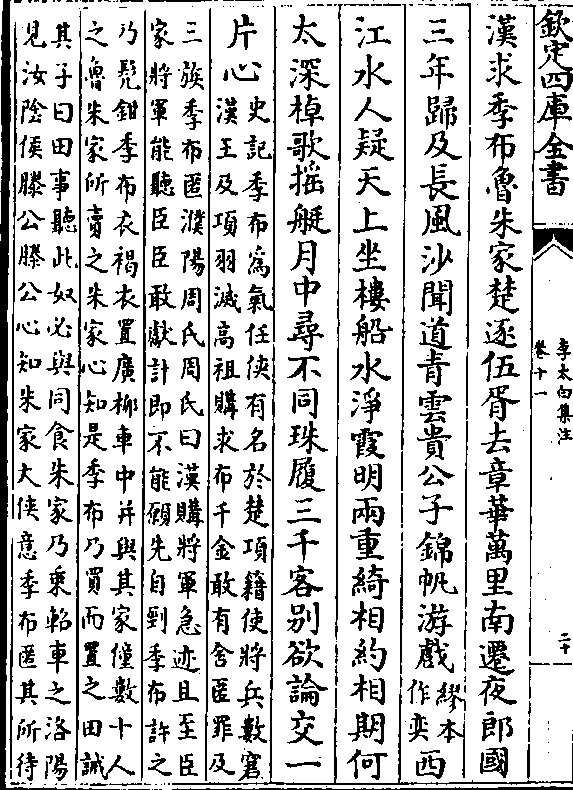 欽定四庫全書
李太白集注
卷十一
二十
漢求季布魯朱家楚逐伍胥去章華萬里南遷夜郎國
三年歸及長風沙聞道青雲貴公子錦帆游戲繆本作奕西
江水人疑天上坐樓船水淨霞明兩重綺相約相期何
太深棹歌搖艇月中尋不同珠履三千客别欲論交一
片心
史記季布為氣任俠有名於楚項籍使將兵數窘
漢王及項羽滅高祖購求布千金敢有舍匿罪及
三族季布匿濮陽周氏周氏曰漢購將軍急迹且至臣
家將軍能聽臣臣敢獻計即不能願先自剄季布許之
乃髠鉗季布衣褐衣置廣柳車中并與其家僮數十人
之魯朱家所賣之朱家心知是季布乃買而置之田誡
其子曰田事聽此奴必與同食朱家乃乘軺車之洛陽
見汝陰侯滕公滕公心知朱家大俠意季布匿其所待